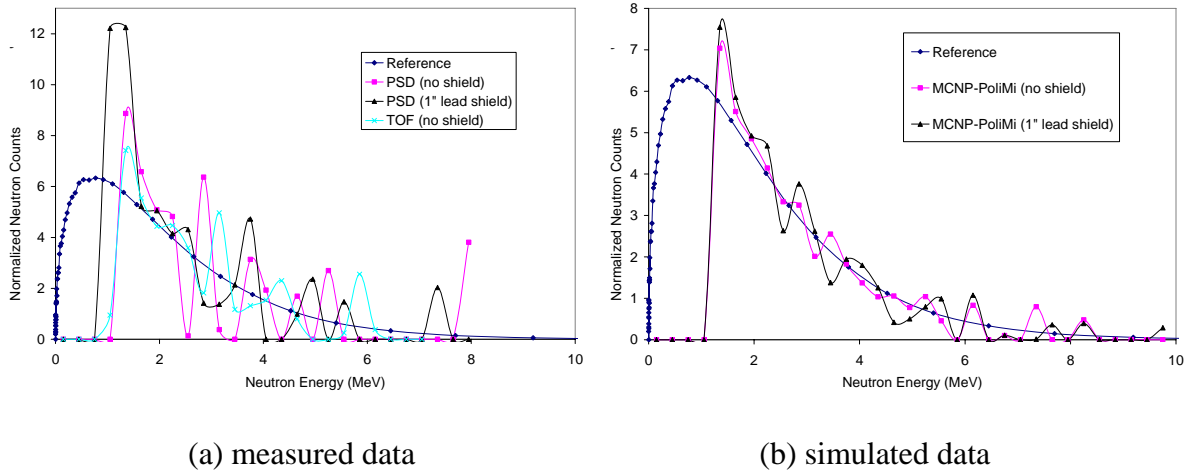 Normalized Neutron Counts -
12
10
8
6
4
2
0
Reference
PSD (no shield)
PSD (1" lead shield)
TOF (no shield)
0 2 4 6 8 10
Neutron Energy (MeV)
(a) measured data
Normalized Neutron Counts -
8
7
6
5
4
3
2
1
0
Reference
MCNP-PoliMi (no shield)
MCNP-PoliMi (1" lead shield)
0 2 4 6 8 10
Neutron Energy (MeV)
(b) simulated data